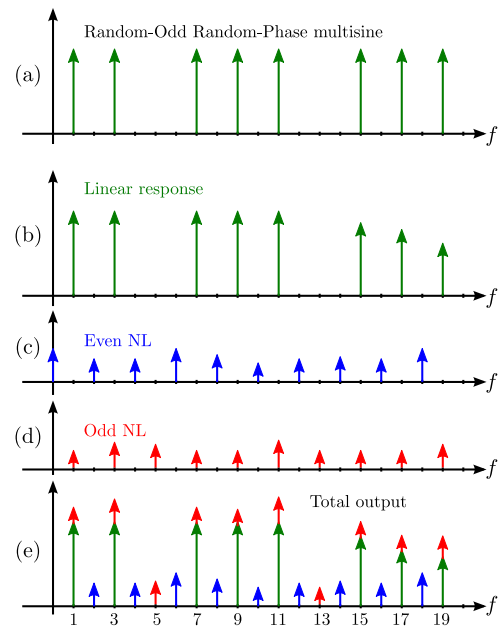 Random-Odd Random-Phase multisine
(a)
f
Linear response
(b)
f
Even NL
(c)
f
Odd NL
(d)
f
Total output
(e)
f
1 3 5 7 9 11 13 15 17 19